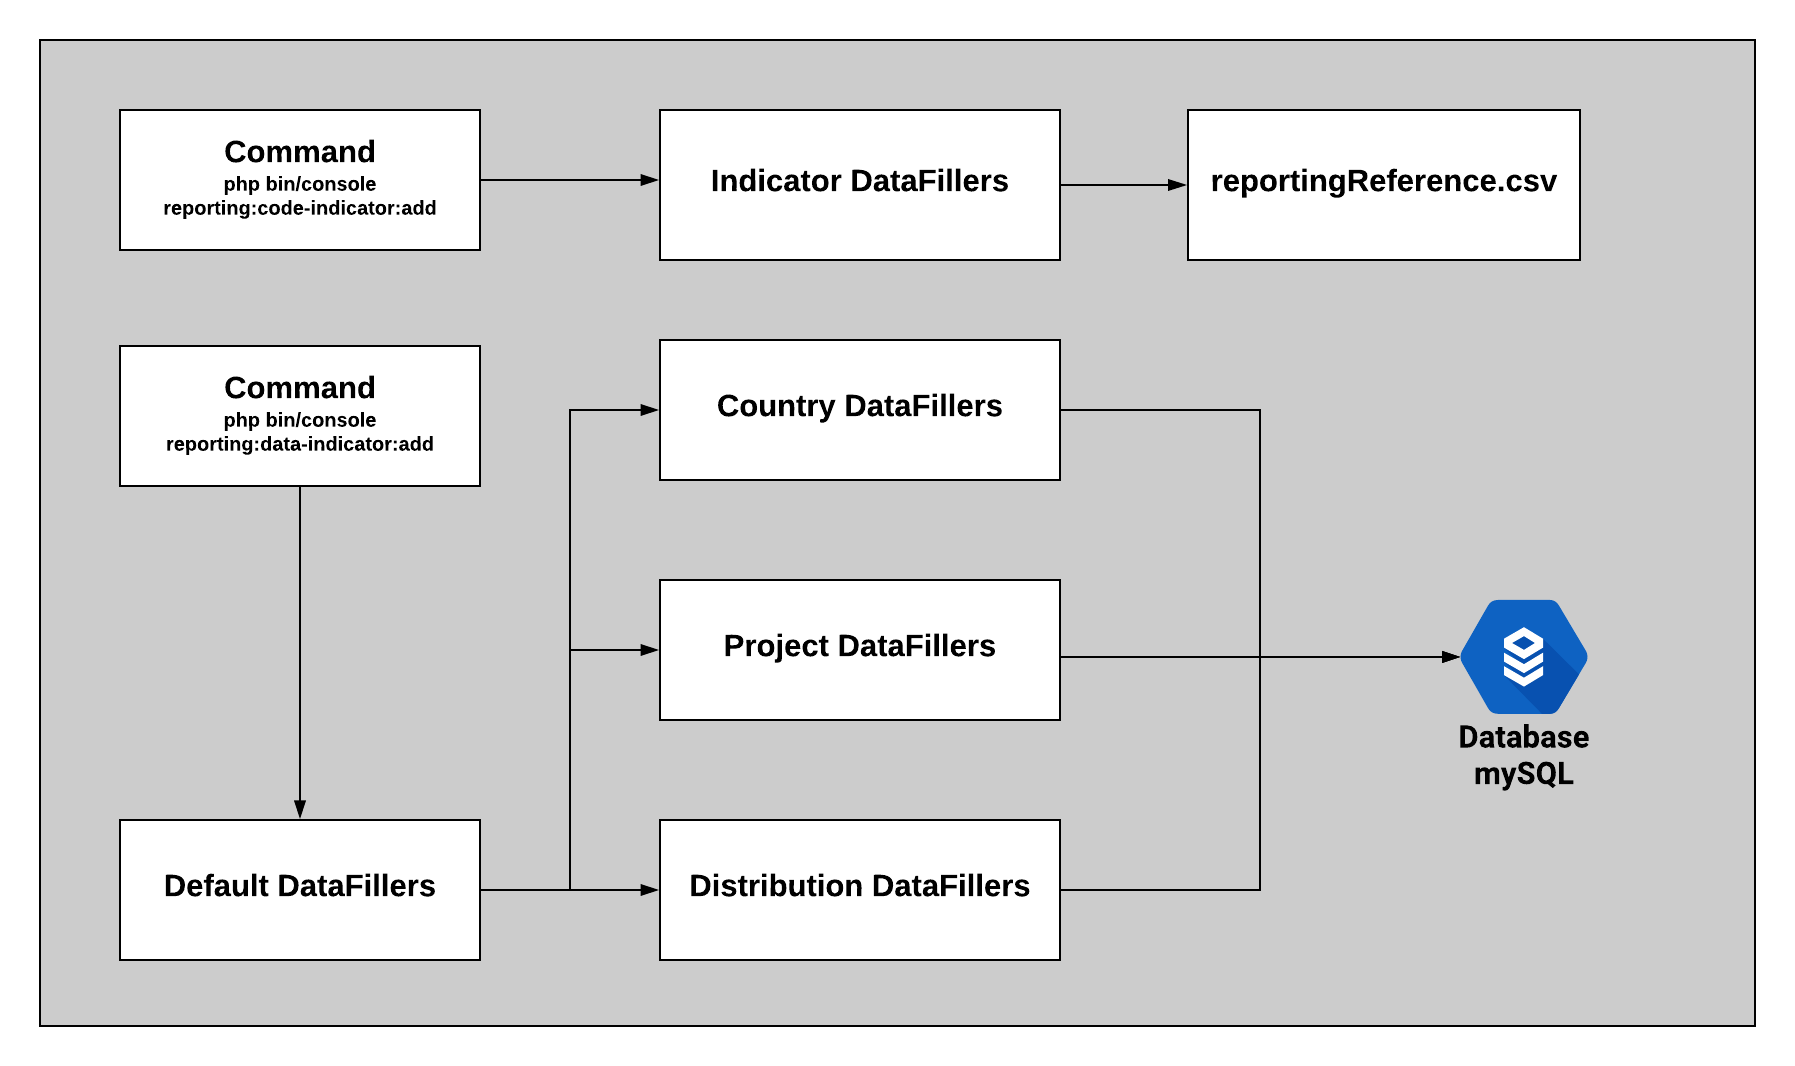 Command
php bin/console
reporting:code-indicator:add
Indicator DataFillers
reportingReference.csv
Command
php bin/console
reporting:data-indicator:add
Country DataFillers
Project DataFillers
Database
mySQL
Default DataFillers
Distribution DataFillers